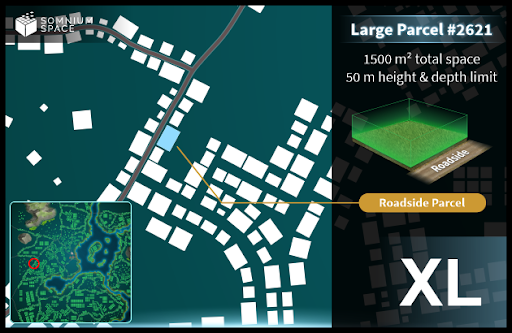 SOMNIUM
SPACE
Large Parcel #2621
1500 m² total space
50 m height & depth limit
Roadside
Roadside Parcel
XL